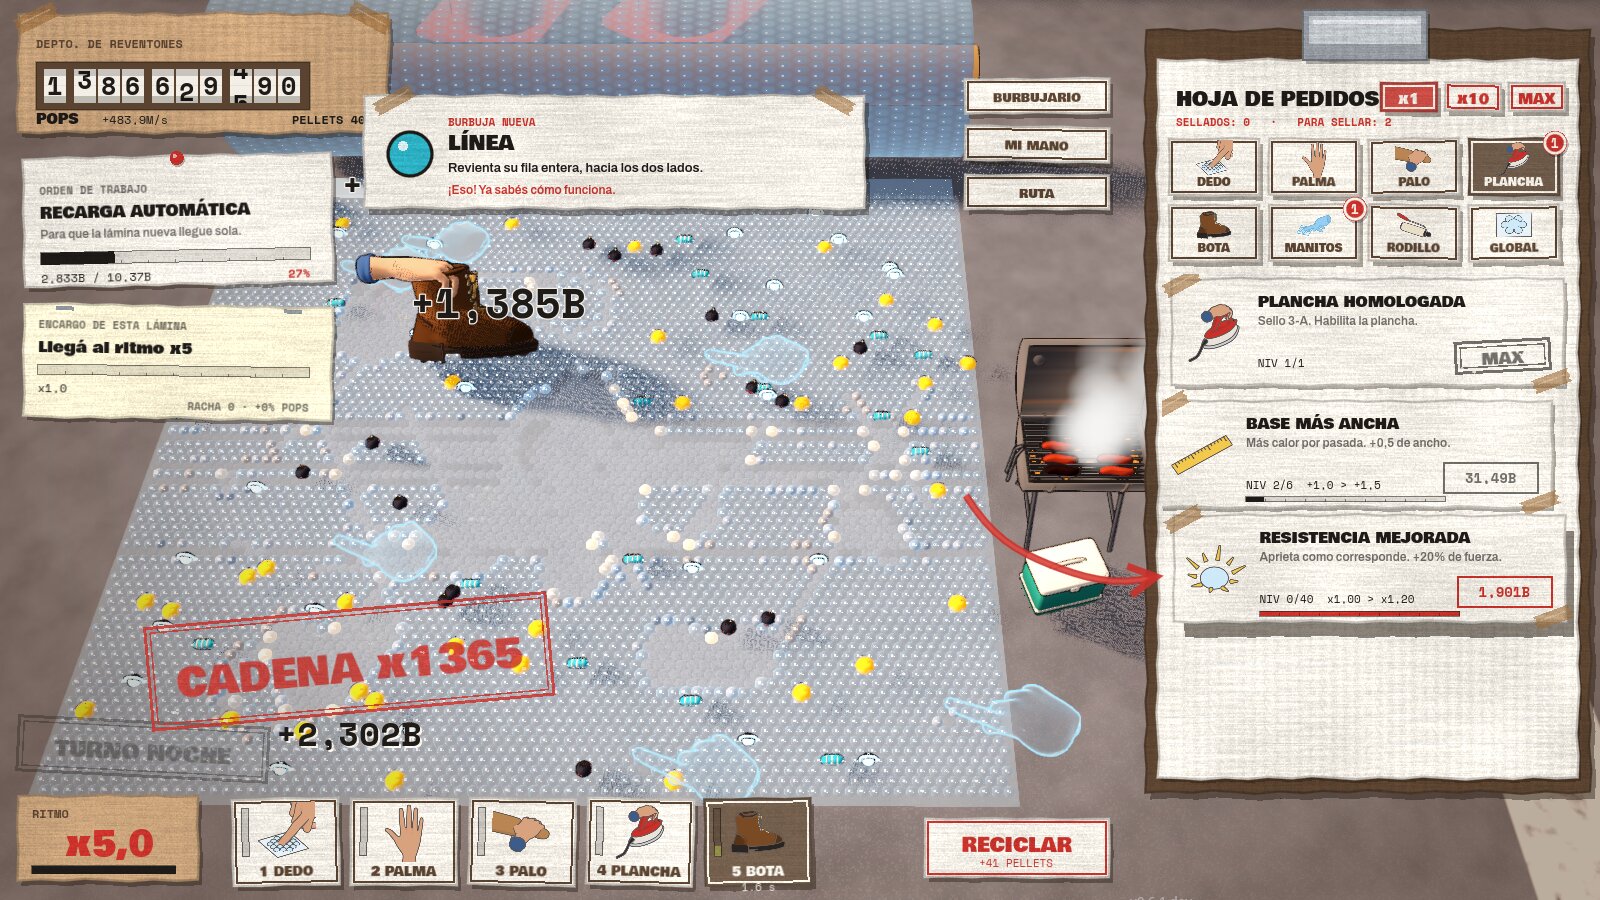 DEPTO. DE REVENTONES
POPS +483,9M/s PELLETS 40
ORDEN DE TRABAJO
RECARGA AUTOMÁTICA
Para que la lámina nueva llegue sola.
2,833B / 10,37B 27%
ENCARGO DE ESTA LÁMINA
Llegá al ritmo x5
x1.0
RACHA 0 · +0% POPS
BURBUJA NUEVA
LÍNEA
Revienta su fila entera, hacia los dos lados.
¡Eso! Ya sabés cómo funciona.
BURBUJARIO
MI MANO
RUTA
+
+1,385B
CADENA x1365
+2,302B
TURNO NOCHE
RITMO
x5,0
1 DEDO
2 PALMA
3 PALO
4 PLANCHA
5 BOTA
1.6 s
RECICLAR
+41 PELLETS
HOJA DE PEDIDOS x1 x10 MAX
SELLADOS: 0 · PARA SELLAR: 2
DEDO PALMA PALO PLANCHA 1
BOTA MANITOS 1 RODILLO GLOBAL
PLANCHA HOMOLOGADA
Sello 3-A. Habilita la plancha.
NIV 1/1 MAX
BASE MÁS ANCHA
Más calor por pasada. +0,5 de ancho.
NIV 2/6 +1.0 > +1.5 31,49B
RESISTENCIA MEJORADA
Aprieta como corresponde. +20% de fuerza.
NIV 0/40 x1.00 > x1.20 1,901B